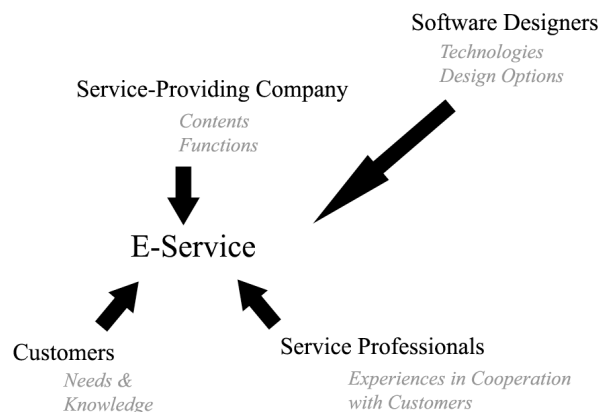 Software Designers
Technologies
Design Options
Service-Providing Company
Contents
Functions
E-Service
Customers
Needs &
Knowledge
Service Professionals
Experiences in Cooperation
with Customers